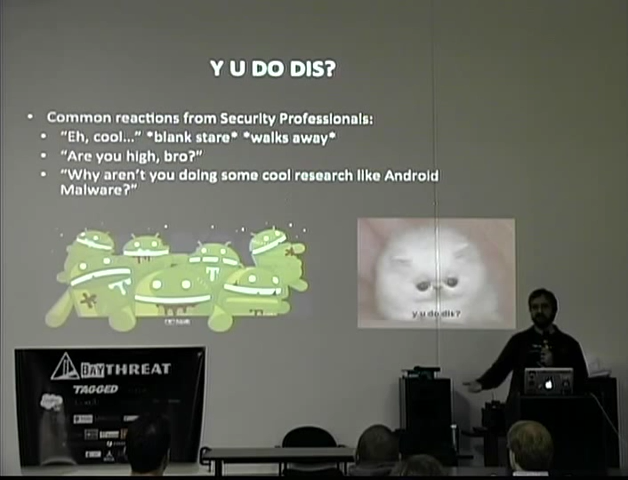 Y U DO DIS?
• Common reactions from Security Professionals:
• "Eh, cool..." *blank stare* *walks away*
• "Are you high, bro?"
• "Why aren't you doing some cool research like Android
Malware?"
y u do dis?
BAYTHREAT
TAGGED